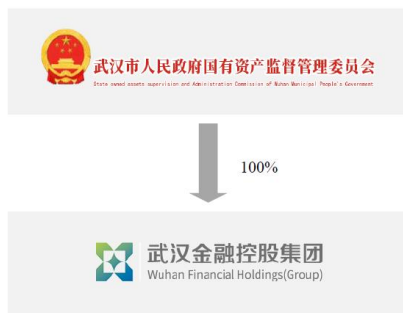 武汉市人民政府国有资产监督管理委员会
State owned assets supervision and Administration Commission of Wuhan Municipal People's Government
100%
武汉金融控股集团
Wuhan Financial Holdings(Group)